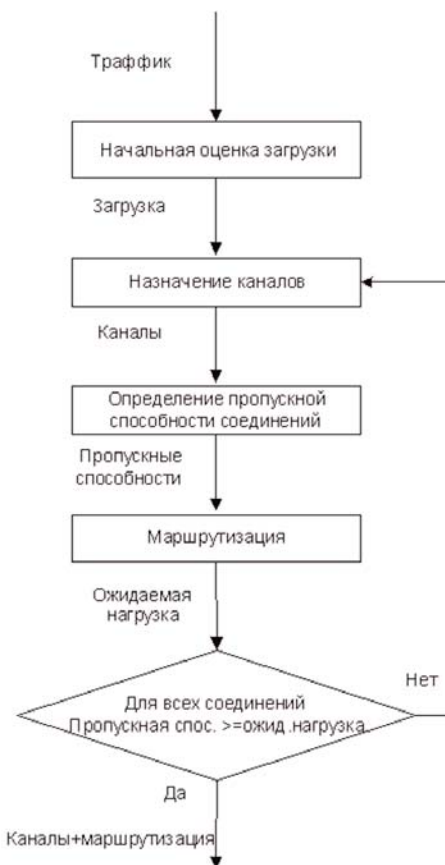 Траффик
Начальная оценка загрузки
Загрузка
Назначение каналов
Каналы
Определение пропускной
способности соединений
Пропускные
способности
Маршрутизация
Ожидаемая
нагрузка
Для всех соединений
Пропускная спос. >=ожид.нагрузка
Нет
Да
Каналы+маршрутизация